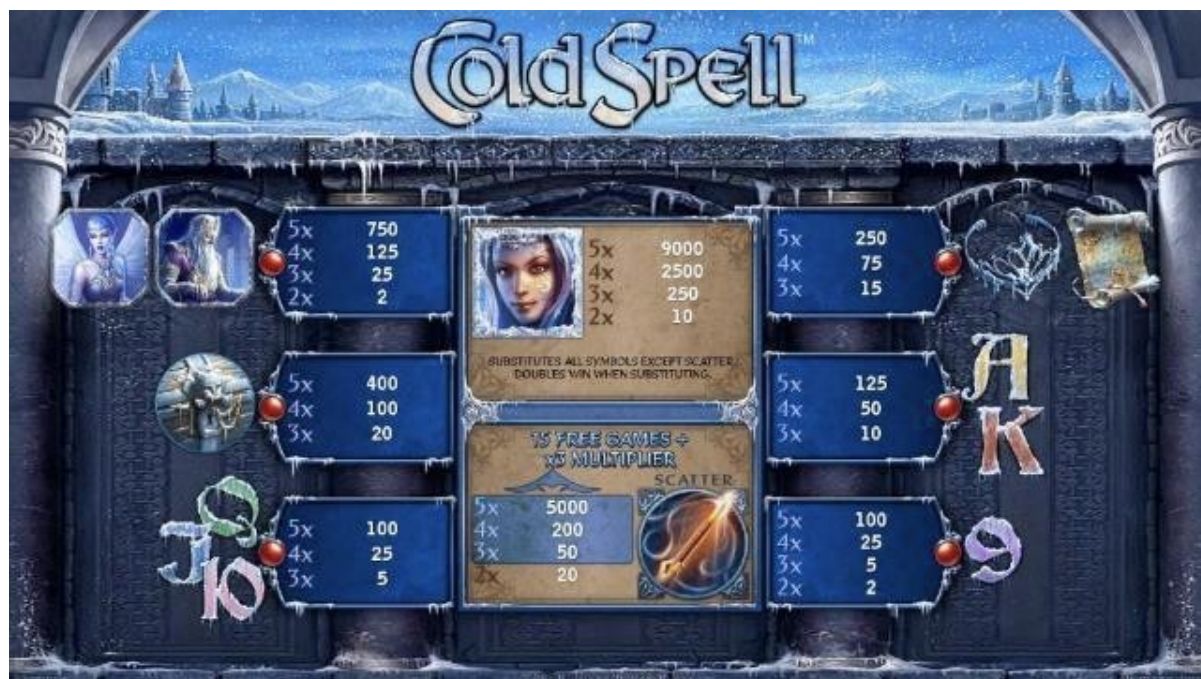 Cold Spell™
5x 750
4x 125
3x 25
2x 2
5x 9000
4x 2500
3x 250
2x 10
SUBSTITUTES ALL SYMBOLS EXCEPT SCATTER.
DOUBLES WIN WHEN SUBSTITUTING.
5x 250
4x 75
3x 15
5x 400
4x 100
3x 20
5x 125
4x 50
3x 10
A
K
15 FREE GAMES +
x3 MULTIPLIER
SCATTER
5x 5000
4x 200
3x 50
2x 20
Q
J
10
5x 100
4x 25
3x 5
5x 100
4x 25
3x 5
2x 2
9